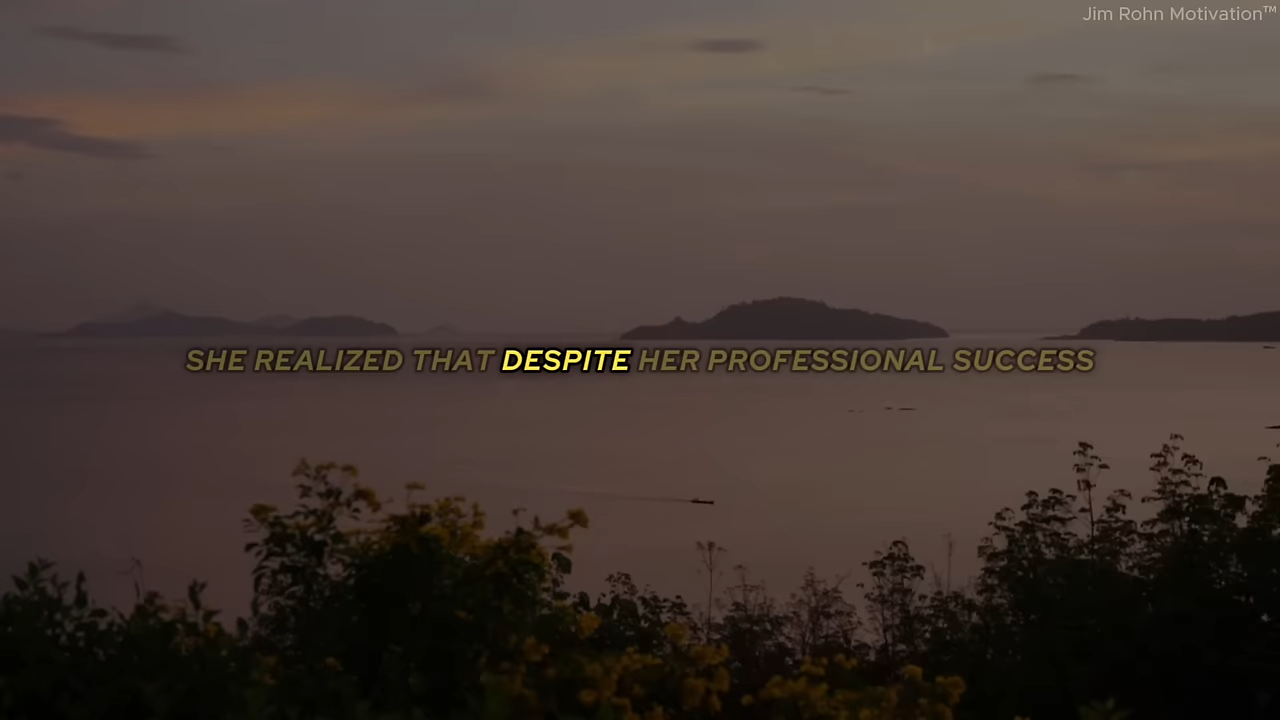 Jim Rohn Motivation™
SHE REALIZED THAT DESPITE HER PROFESSIONAL SUCCESS